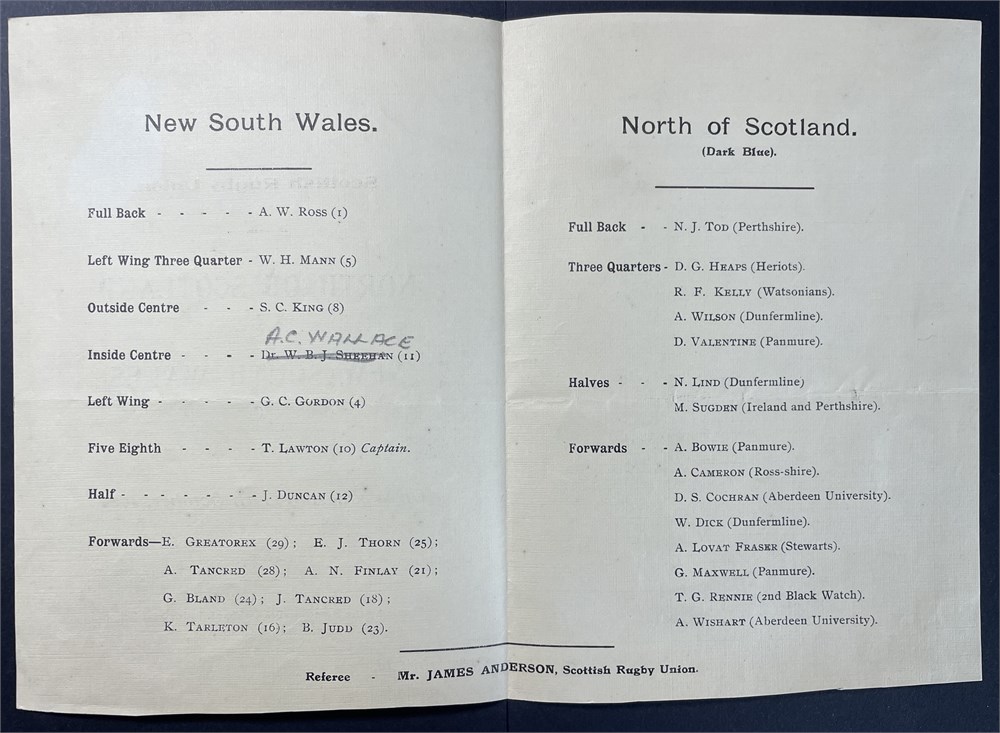 New South Wales.
Full Back - - - - - A. W. Ross (1)
Left Wing Three Quarter - W. H. Mann (5)
Outside Centre - - - S. C. King (8)
A.C. WALLACE
Inside Centre - - - - Dr. W. B. J. Sheehan (11)
Left Wing - - - - - G. C. Gordon (4)
Five Eighth - - - - T. Lawton (10) Captain.
Half - - - - - - - J. Duncan (12)
Forwards—E. Greatorex (29); E. J. Thorn (25);
A. Tancred (28); A. N. Finlay (21);
G. Bland (24); J. Tancred (18);
K. Tarleton (16); B. Judd (23).
North of Scotland.
(Dark Blue).
Full Back - - N. J. Tod (Perthshire).
Three Quarters - D. G. Heaps (Heriots).
R. F. Kelly (Watsonians).
A. Wilson (Dunfermline).
D. Valentine (Panmure).
Halves - - - N. Lind (Dunfermline)
M. Sugden (Ireland and Perthshire).
Forwards - - A. Bowie (Panmure).
A. Cameron (Ross-shire).
D. S. Cochran (Aberdeen University).
W. Dick (Dunfermline).
A. Lovat Fraser (Stewarts).
G. Maxwell (Panmure).
T. G. Rennie (2nd Black Watch).
A. Wishart (Aberdeen University).
Referee - Mr. JAMES ANDERSON, Scottish Rugby Union.